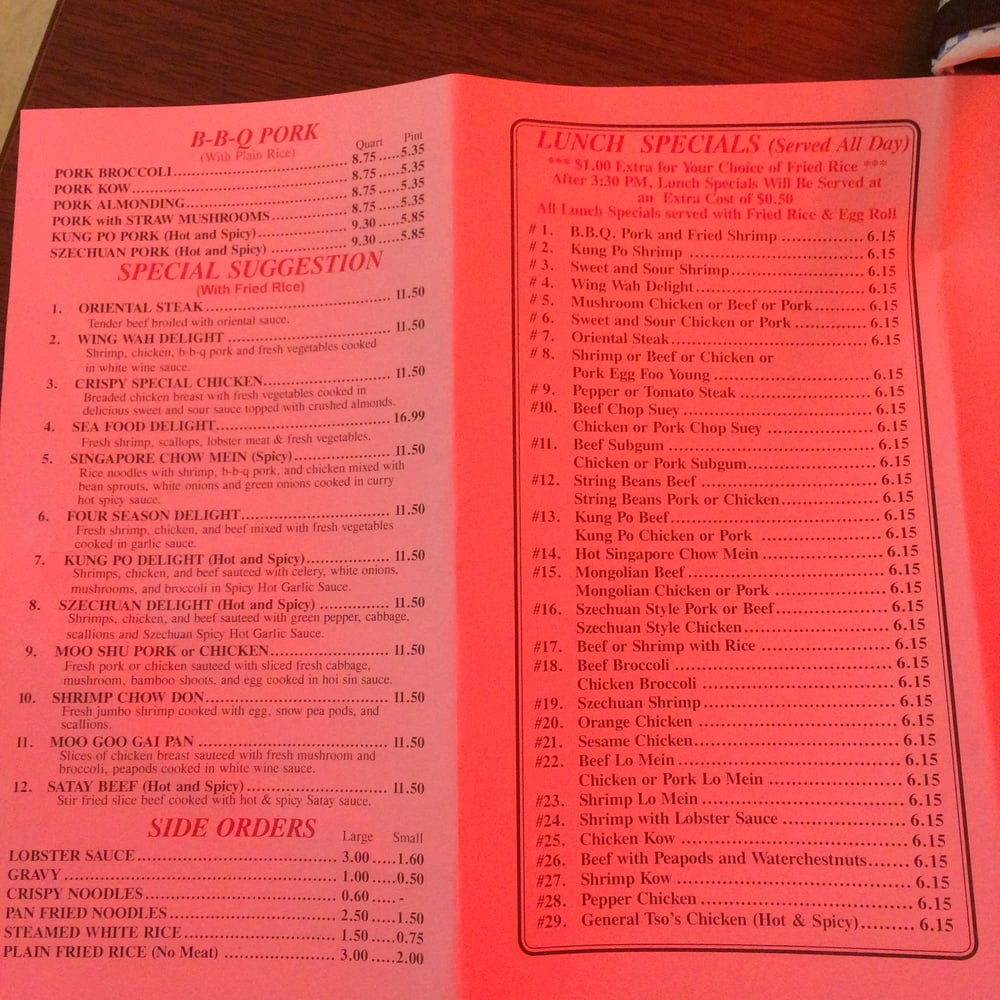 B-B-Q PORK
(With Plain Rice)
Quart Pint
PORK BROCCOLI 8.75 5.35
PORK KOW 8.75 5.35
PORK ALMONDING 8.75 5.35
PORK with STRAW MUSHROOMS 8.75 5.35
KUNG PO PORK (Hot and Spicy) 9.30 5.85
SZECHUAN PORK (Hot and Spicy) 9.30 5.85
SPECIAL SUGGESTION
(With Fried RIce)
1. ORIENTAL STEAK 11.50
Tender beef broiled with oriental sauce.
2. WING WAH DELIGHT 11.50
Shrimp, chicken, b-b-q pork and fresh vegetables cooked
in white wine sauce.
3. CRISPY SPECIAL CHICKEN 11.50
Breaded chicken breast with fresh vegetables cooked in
delicious sweet and sour sauce topped with crushed almonds.
4. SEA FOOD DELIGHT 16.99
Fresh shrimp, scallops, lobster meat & fresh vegetables.
5. SINGAPORE CHOW MEIN (Spicy) 11.50
Rice noodles with shrimp, b-b-q pork, and chicken mixed with
bean sprouts, white onions and green onions cooked in curry
hot spicy sauce.
6. FOUR SEASON DELIGHT 11.50
Fresh shrimp, chicken, and beef mixed with fresh vegetables
cooked in garlic sauce.
7. KUNG PO DELIGHT (Hot and Spicy) 11.50
Shrimps, chicken, and beef sauteed with celery, white onions,
mushrooms, and broccoli in Spicy Hot Garlic Sauce.
8. SZECHUAN DELIGHT (Hot and Spicy) 11.50
Shrimps, chicken, and beef sauteed with green pepper, cabbage,
scallions and Szechuan Spicy Hot Garlic Sauce.
9. MOO SHU PORK or CHICKEN 11.50
Fresh pork or chicken sauteed with sliced fresh cabbage,
mushroom, bamboo shoots, and egg cooked in hoi sin sauce.
10. SHRIMP CHOW DON 11.50
Fresh jumbo shrimp cooked with egg, snow pea pods, and
scallions.
11. MOO GOO GAI PAN 11.50
Slices of chicken breast sauteed with fresh mushroom and
broccoli, peapods cooked in white wine sauce.
12. SATAY BEEF (Hot and Spicy) 11.50
Stir fried slice beef cooked with hot & spicy Satay sauce.
SIDE ORDERS
Large Small
LOBSTER SAUCE 3.00 1.60
GRAVY 1.00 0.50
CRISPY NOODLES 0.60 -
PAN FRIED NOODLES 2.50 1.50
STEAMED WHITE RICE 1.50 0.75
PLAIN FRIED RICE (No Meat) 3.00 2.00
LUNCH SPECIALS (Served All Day)
*** $1.00 Extra for Your Choice of Fried Rice ***
After 3:30 PM, Lunch Specials Will Be Served at
an Extra Cost of $0.50
All Lunch Specials served with Fried Rice & Egg Roll
# 1. B.B.Q. Pork and Fried Shrimp 6.15
# 2. Kung Po Shrimp 6.15
# 3. Sweet and Sour Shrimp 6.15
# 4. Wing Wah Delight 6.15
# 5. Mushroom Chicken or Beef or Pork 6.15
# 6. Sweet and Sour Chicken or Pork 6.15
# 7. Oriental Steak 6.15
# 8. Shrimp or Beef or Chicken or
Pork Egg Foo Young 6.15
# 9. Pepper or Tomato Steak 6.15
#10. Beef Chop Suey 6.15
Chicken or Pork Chop Suey 6.15
#11. Beef Subgum 6.15
Chicken or Pork Subgum 6.15
#12. String Beans Beef 6.15
String Beans Pork or Chicken 6.15
#13. Kung Po Beef 6.15
Kung Po Chicken or Pork 6.15
#14. Hot Singapore Chow Mein 6.15
#15. Mongolian Beef 6.15
Mongolian Chicken or Pork 6.15
#16. Szechuan Style Pork or Beef 6.15
Szechuan Style Chicken 6.15
#17. Beef or Shrimp with Rice 6.15
#18. Beef Broccoli 6.15
Chicken Broccoli 6.15
#19. Szechuan Shrimp 6.15
#20. Orange Chicken 6.15
#21. Sesame Chicken 6.15
#22. Beef Lo Mein 6.15
Chicken or Pork Lo Mein 6.15
#23. Shrimp Lo Mein 6.15
#24. Shrimp with Lobster Sauce 6.15
#25. Chicken Kow 6.15
#26. Beef with Peapods and Waterchestnuts 6.15
#27. Shrimp Kow 6.15
#28. Pepper Chicken 6.15
#29. General Tso's Chicken (Hot & Spicy) 6.15